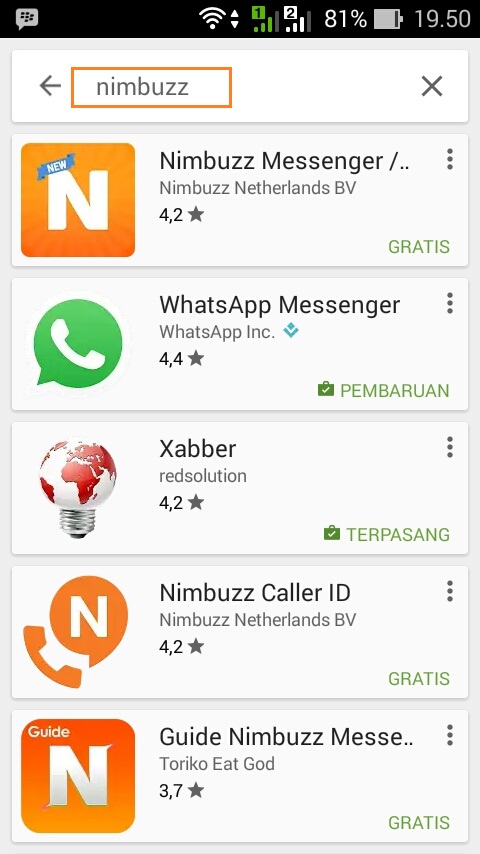 1 2 81% 19.50
nimbuzz
NEW
N
Nimbuzz Messenger /..
Nimbuzz Netherlands BV
4,2
GRATIS
WhatsApp Messenger
WhatsApp Inc.
4,4
PEMBARUAN
Xabber
redsolution
4,2
TERPASANG
N
Nimbuzz Caller ID
Nimbuzz Netherlands BV
4,2
GRATIS
Guide
N
Guide Nimbuzz Messe..
Toriko Eat God
3,7
GRATIS